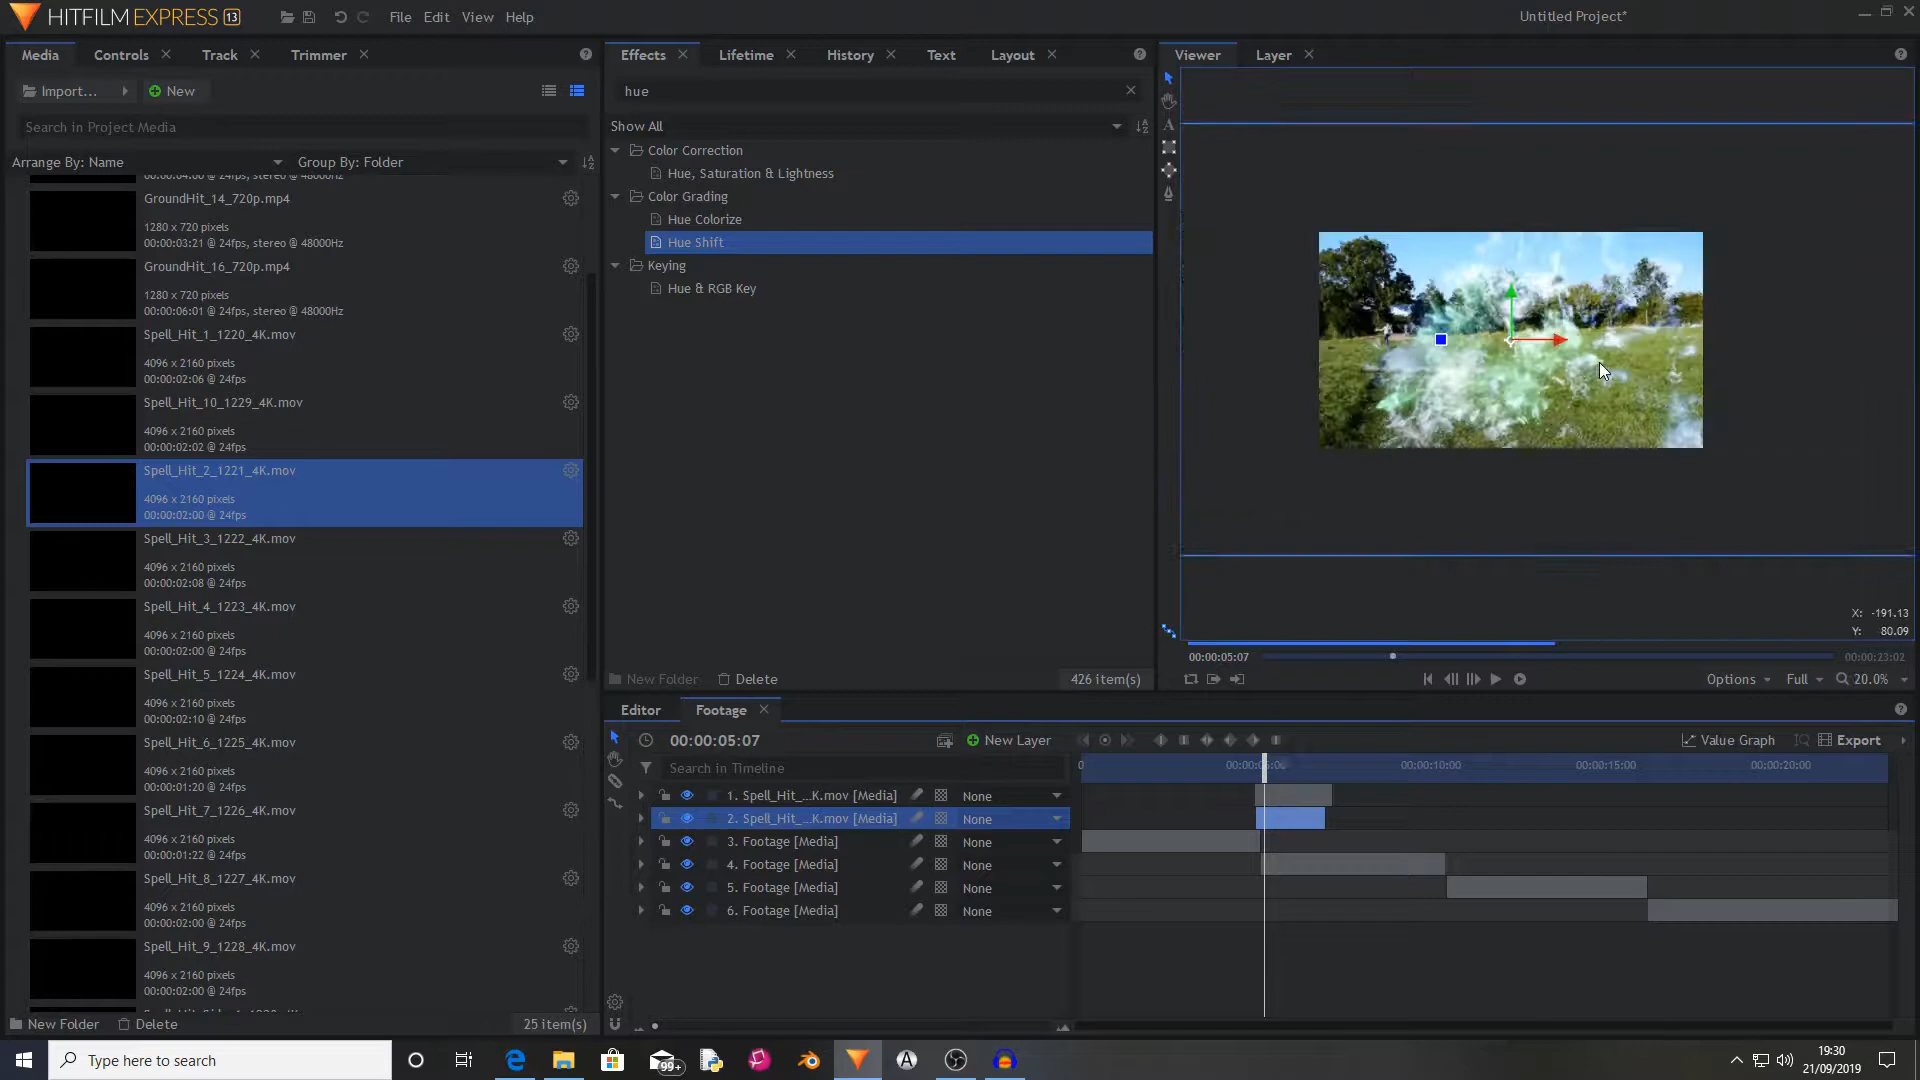 HITFILM EXPRESS 13
File Edit View Help
Untitled Project*
Media Controls Track Trimmer
Effects Lifetime History Text Layout
Viewer Layer
Import... New
hue
Search in Project Media
Show All
Arrange By: Name Group By: Folder
GroundHit_14_720p.mp4
1280 x 720 pixels
00:00:03:21 @ 24fps, stereo @ 48000Hz
GroundHit_16_720p.mp4
1280 x 720 pixels
00:00:06:01 @ 24fps, stereo @ 48000Hz
Spell_Hit_1_1220_4K.mov
4096 x 2160 pixels
00:00:02:06 @ 24fps
Spell_Hit_10_1229_4K.mov
4096 x 2160 pixels
00:00:02:02 @ 24fps
Spell_Hit_2_1221_4K.mov
4096 x 2160 pixels
00:00:02:00 @ 24fps
Spell_Hit_3_1222_4K.mov
4096 x 2160 pixels
00:00:02:08 @ 24fps
Spell_Hit_4_1223_4K.mov
4096 x 2160 pixels
00:00:02:00 @ 24fps
Spell_Hit_5_1224_4K.mov
4096 x 2160 pixels
00:00:02:10 @ 24fps
Spell_Hit_6_1225_4K.mov
4096 x 2160 pixels
00:00:01:20 @ 24fps
Spell_Hit_7_1226_4K.mov
4096 x 2160 pixels
00:00:01:22 @ 24fps
Spell_Hit_8_1227_4K.mov
4096 x 2160 pixels
00:00:02:00 @ 24fps
Spell_Hit_9_1228_4K.mov
4096 x 2160 pixels
00:00:02:00 @ 24fps
New Folder Delete 25 item(s)
Color Correction
Hue, Saturation & Lightness
Color Grading
Hue Colorize
Hue Shift
Keying
Hue & RGB Key
New Folder Delete 426 item(s)
X: -191.13
Y: 80.09
00:00:05:07 00:00:23:02
Options Full 20.0%
Editor Footage
00:00:05:07 New Layer Value Graph Export
Search in Timeline
0 00:00:05:00 00:00:10:00 00:00:15:00 00:00:20:00
1. Spell_Hit_...K.mov [Media] None
2. Spell_Hit_...K.mov [Media] None
3. Footage [Media] None
4. Footage [Media] None
5. Footage [Media] None
6. Footage [Media] None
Type here to search
99+
19:30
21/09/2019